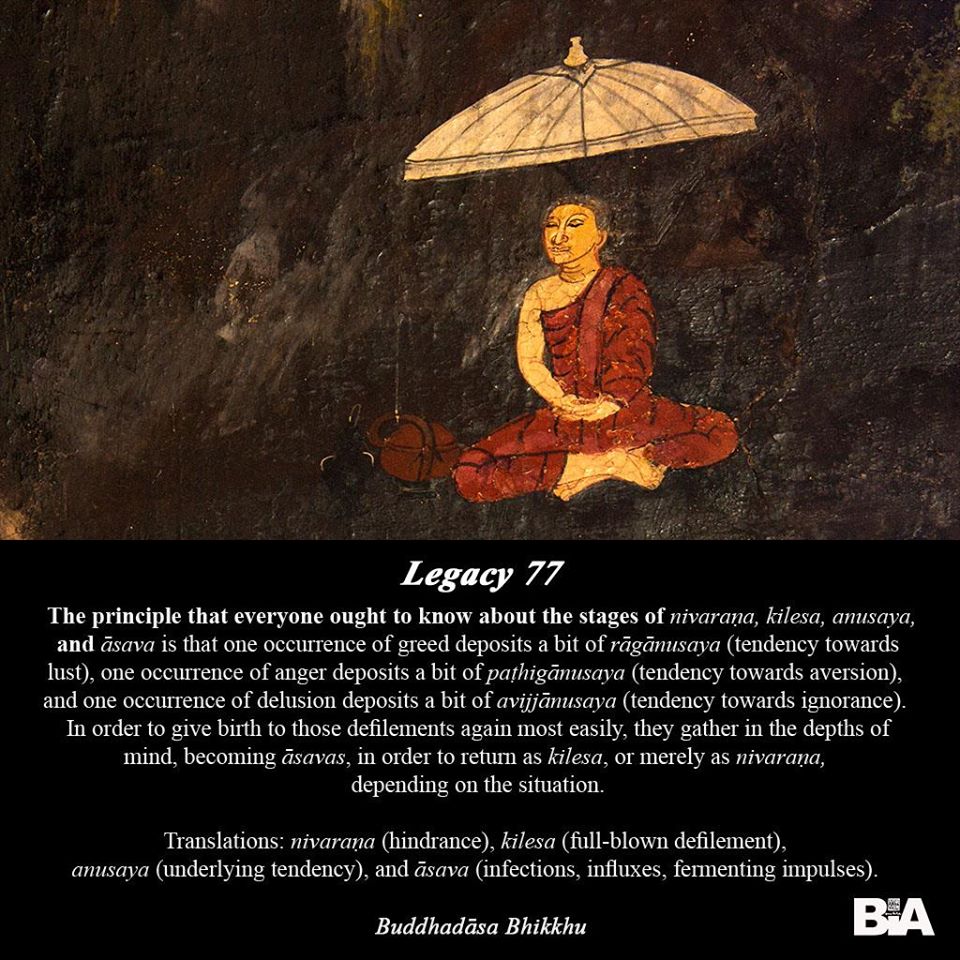 Legacy 77
The principle that everyone ought to know about the stages of nivaraṇa, kilesa, anusaya,
and āsava is that one occurrence of greed deposits a bit of rāgānusaya (tendency towards
lust), one occurrence of anger deposits a bit of paṭhigānusaya (tendency towards aversion),
and one occurrence of delusion deposits a bit of avijjānusaya (tendency towards ignorance).
In order to give birth to those defilements again most easily, they gather in the depths of
mind, becoming āsavas, in order to return as kilesa, or merely as nivaraṇa,
depending on the situation.
Translations: nivaraṇa (hindrance), kilesa (full-blown defilement),
anusaya (underlying tendency), and āsava (infections, influxes, fermenting impulses).
Buddhadāsa Bhikkhu
BIA